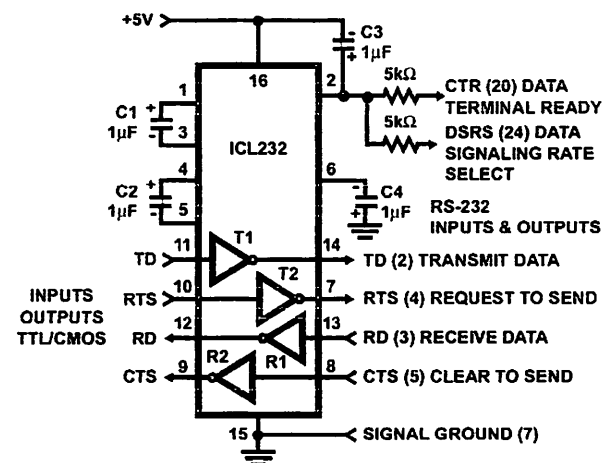 +5V
- C3
+ 1µF
16
1
2
5kΩ
CTR (20) DATA
TERMINAL READY
C1 +
1µF
3
ICL232
5kΩ
DSRS (24) DATA
SIGNALING RATE
SELECT
4
6
C2 +
1µF -
5
- C4
+ 1µF
RS-232
INPUTS & OUTPUTS
TD 11 T1 14 TD (2) TRANSMIT DATA
RTS 10 T2 7 RTS (4) REQUEST TO SEND
INPUTS
OUTPUTS
TTL/CMOS
RD 12 R1 13 RD (3) RECEIVE DATA
CTS 9 R2 8 CTS (5) CLEAR TO SEND
15 SIGNAL GROUND (7)